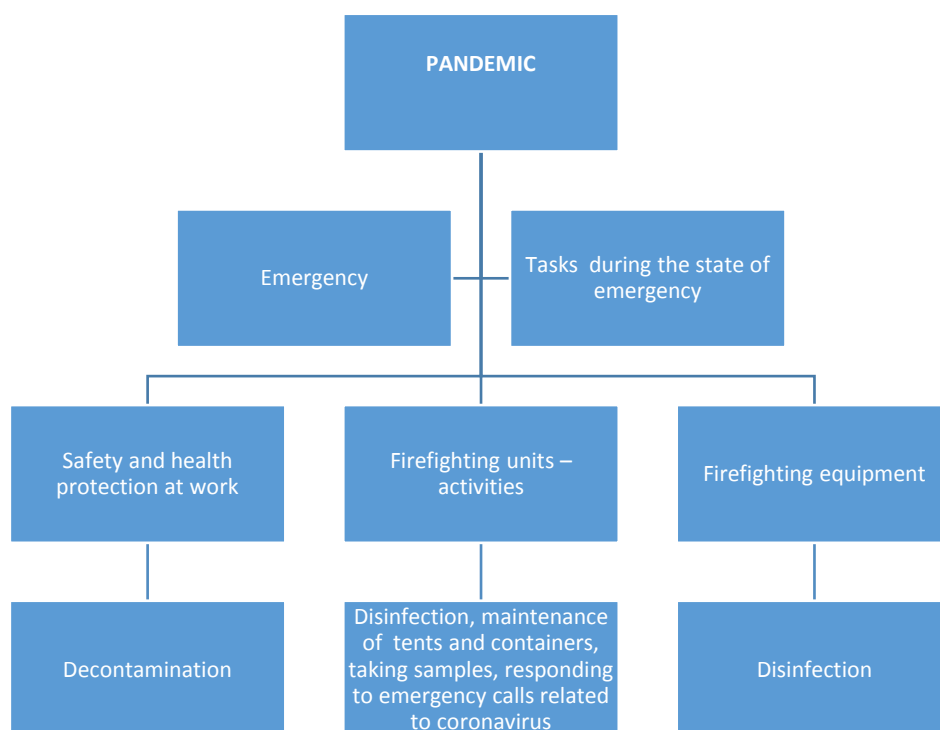 PANDEMIC
Emergency
Tasks  during the state of
emergency
Safety and health
protection at work
Firefighting units –
activities
Firefighting equipment
Decontamination
Disinfection, maintenance
of  tents and containers,
taking samples, responding
to emergency calls related
to coronavirus
Disinfection